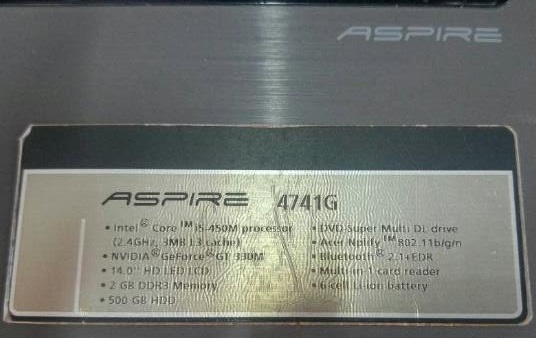 ASPIRE
ASPIRE 4741G
• Intel® Core™ i5-450M processor
(2.4GHz, 3MB L3 cache)
• NVIDIA® GeForce® GT 330M
• 14.0" HD LED LCD
• 2 GB DDR3 Memory
• 500 GB HDD
• DVD-Super Multi DL drive
• Acer Nplify™ 802.11b/g/n
• Bluetooth® 2.1+EDR
• Multi-in-1 card reader
• 6-cell Li-ion battery